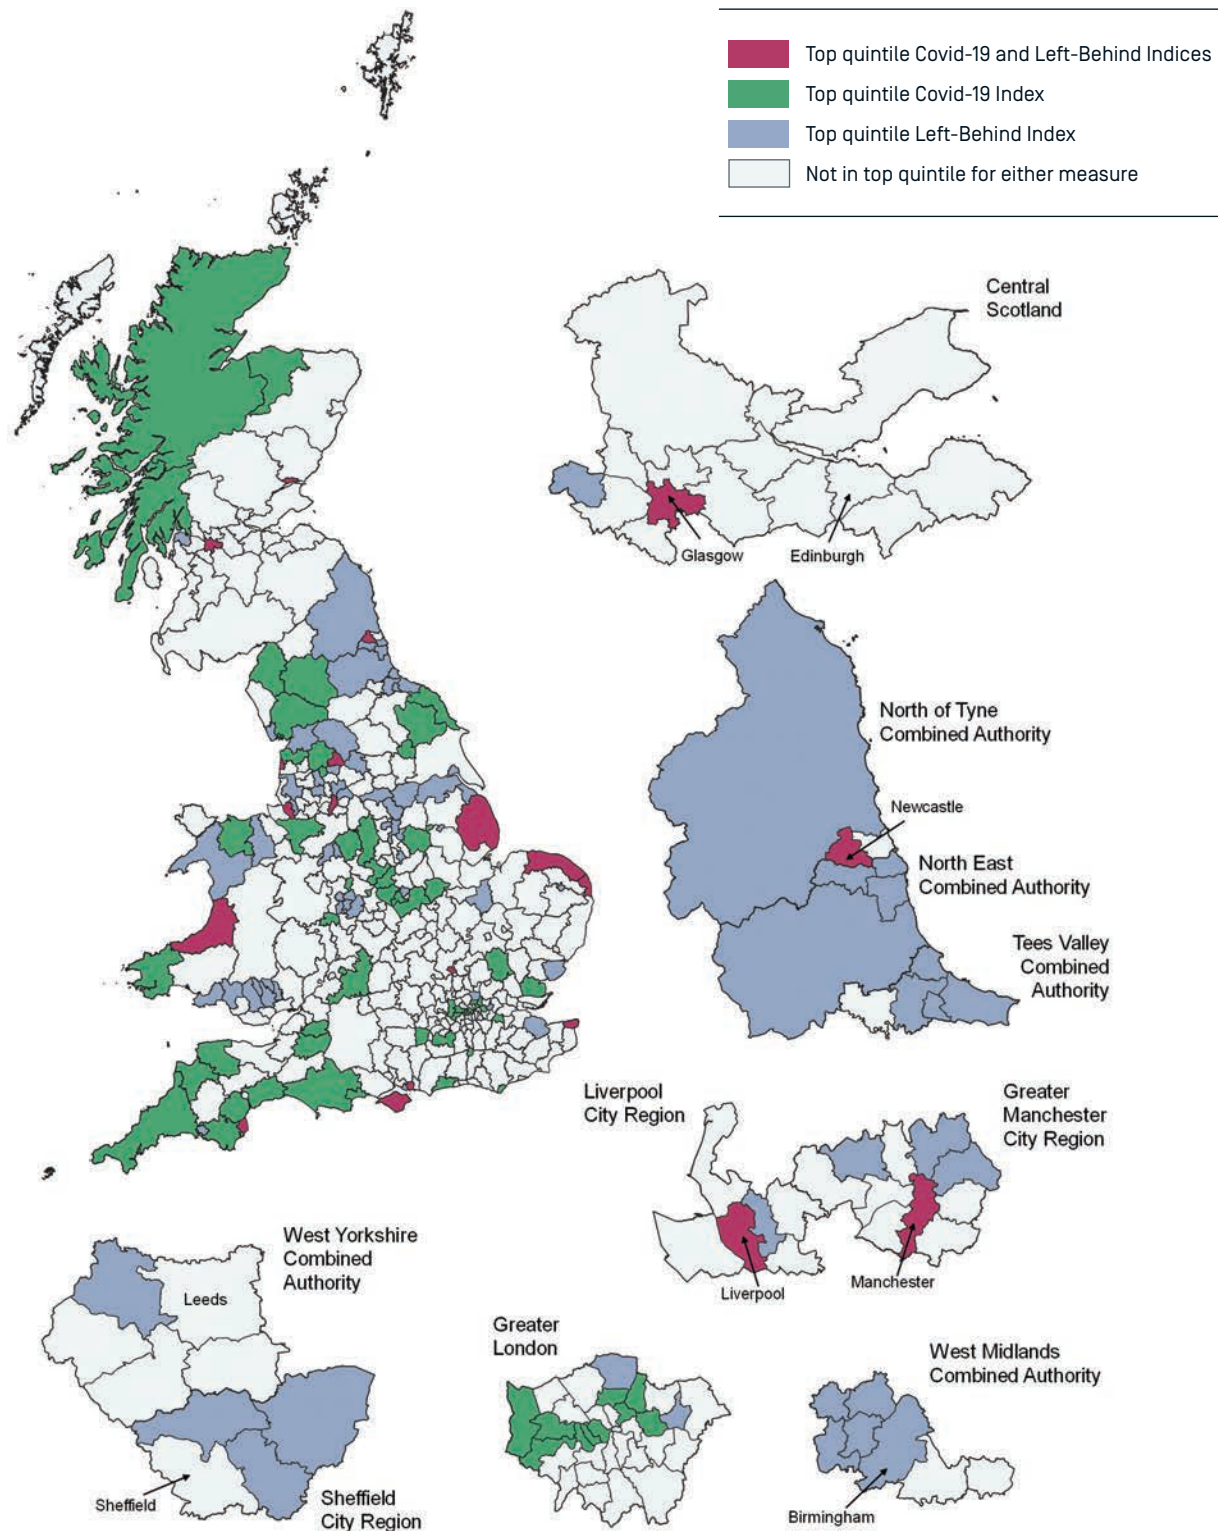 Top quintile Covid-19 and Left-Behind Indices
Top quintile Covid-19 Index
Top quintile Left-Behind Index
Not in top quintile for either measure
Central
Scotland
Glasgow
Edinburgh
North of Tyne
Combined Authority
Newcastle
North East
Combined Authority
Tees Valley
Combined
Authority
Liverpool
City Region
Greater
Manchester
City Region
Liverpool
Manchester
West Yorkshire
Combined
Authority
Leeds
Sheffield
Sheffield
City Region
Greater
London
West Midlands
Combined Authority
Birmingham